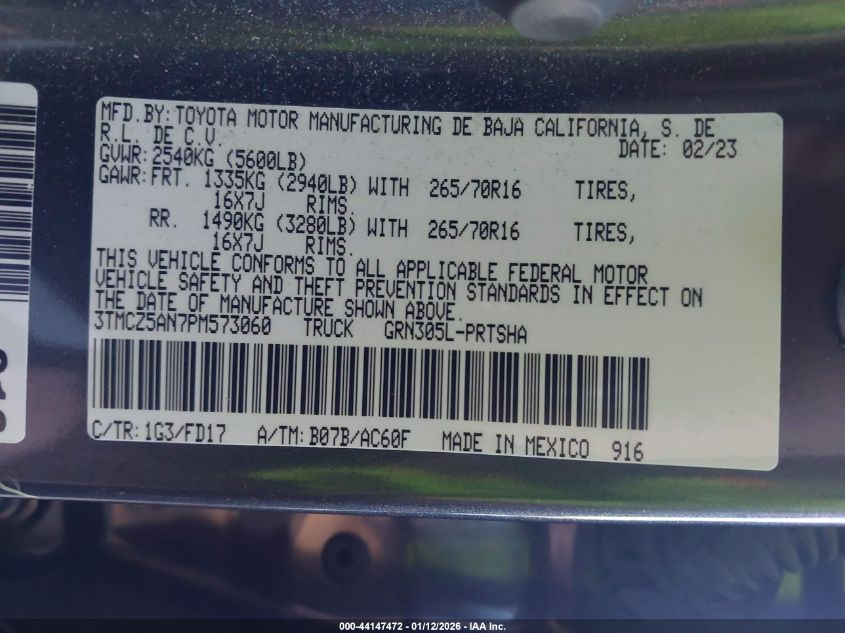 MFD.BY:TOYOTA MOTOR MANUFACTURING DE BAJA CALIFORNIA, S. DE
R.L. DE C.V. DATE: 02/23
GVWR:2540KG (5600LB)
GAWR:FRT. 1335KG (2940LB) WITH 265/70R16 TIRES,
16X7J RIMS.
RR. 1490KG (3280LB) WITH 265/70R16 TIRES,
16X7J RIMS.
THIS VEHICLE CONFORMS TO ALL APPLICABLE FEDERAL MOTOR
VEHICLE SAFETY AND THEFT PREVENTION STANDARDS IN EFFECT ON
THE DATE OF MANUFACTURE SHOWN ABOVE.
3TMCZ5AN7PM573060 TRUCK GRN305L-PRTSHA
C/TR:1G3/FD17 A/TM:B07B/AC60F MADE IN MEXICO 916
000-44147472 - 01/12/2026 - IAA Inc.